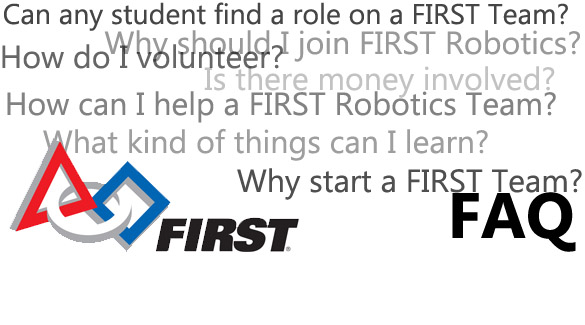 Can any student find a role on a FIRST Team?
Why should I join FIRST Robotics?
How do I volunteer?
Is there money involved?
How can I help a FIRST Robotics Team?
What kind of things can I learn?
Why start a FIRST Team?
FAQ
FIRST®